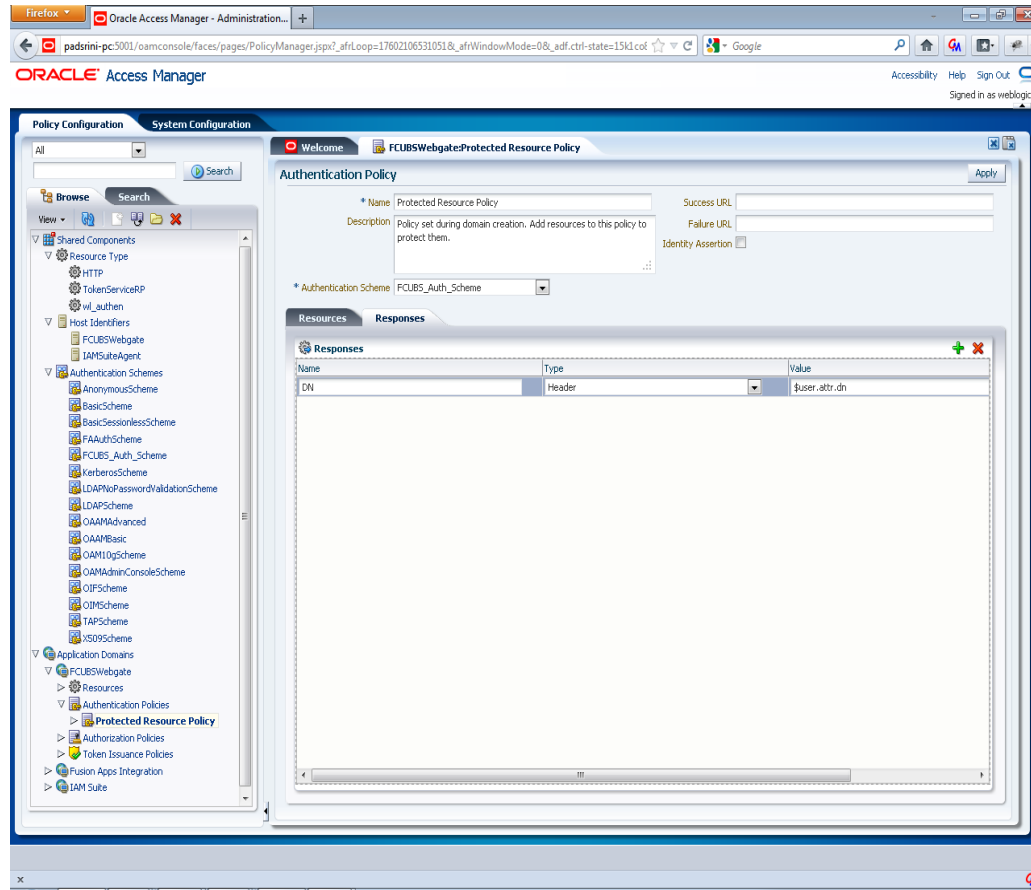 Firefox
Oracle Access Manager - Administration...
padsrini-pc:5001/oamconsole/faces/pages/PolicyManager.jspx?_afrLoop=17602106531051&_afrWindowMode=0&_adf.ctrl-state=15k1cof
Google
ORACLE Access Manager
Accessibility Help Sign Out
Signed in as weblogic
Policy Configuration System Configuration
All
Search
Browse Search
View
Shared Components
Resource Type
HTTP
TokenServiceRP
wl_authen
Host Identifiers
FCUBSWebgate
IAMSuiteAgent
Authentication Schemes
AnonymousScheme
BasicScheme
BasicSessionlessScheme
FAAuthScheme
FCUBS_Auth_Scheme
KerberosScheme
LDAPNoPasswordValidationScheme
LDAPScheme
OAAMAdvanced
OAAMBasic
OAM10gScheme
OAMAdminConsoleScheme
OIFScheme
OIMScheme
TAPScheme
X509Scheme
Application Domains
FCUBSWebgate
Resources
Authentication Policies
Protected Resource Policy
Authorization Policies
Token Issuance Policies
Fusion Apps Integration
IAM Suite
Welcome FCUBSWebgate:Protected Resource Policy
Authentication Policy Apply
* Name Protected Resource Policy
Description Policy set during domain creation. Add resources to this policy to
protect them.
* Authentication Scheme FCUBS_Auth_Scheme
Success URL
Failure URL
Identity Assertion
Resources Responses
Responses
Name Type Value
DN Header $user.attr.dn